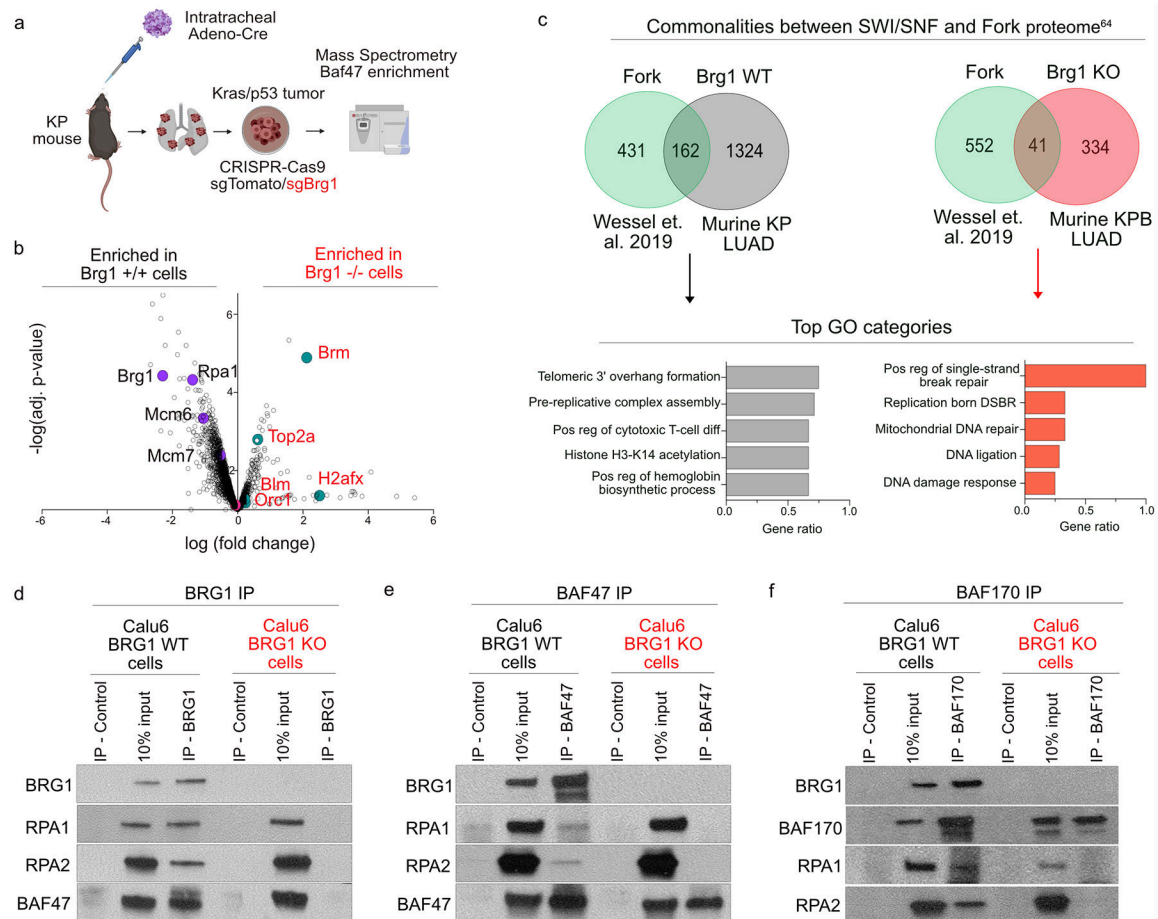 a
Intratracheal
Adeno-Cre
KP
mouse
Kras/p53 tumor
CRISPR-Cas9
sgTomato/sgBrg1
Mass Spectrometry
Baf47 enrichment
b
Enriched in
Brg1 +/+ cells
Enriched in
Brg1 -/- cells
-log(adj. p-value)
6
4
2
Brg1
Rpa1
Mcm6
Mcm7
Brm
Top2a
Blm
Orc1
H2afx
-6 -4 -2 0 2 4 6
log (fold change)
c
Commonalities between SWI/SNF and Fork proteome64
Fork
Brg1 WT
431
162
1324
Wessel et.
al. 2019
Murine KP
LUAD
Fork
Brg1 KO
552
41
334
Wessel et.
al. 2019
Murine KPB
LUAD
Top GO categories
Telomeric 3' overhang formation
Pre-replicative complex assembly
Pos reg of cytotoxic T-cell diff
Histone H3-K14 acetylation
Pos reg of hemoglobin
biosynthetic process
0.0 0.5 1.0
Gene ratio
Pos reg of single-strand
break repair
Replication born DSBR
Mitochondrial DNA repair
DNA ligation
DNA damage response
0.0 0.5 1.0
Gene ratio
d
BRG1 IP
Calu6
BRG1 WT
cells
Calu6
BRG1 KO
cells
IP - Control
10% input
IP - BRG1
IP - Control
10% input
IP - BRG1
BRG1
RPA1
RPA2
BAF47
e
BAF47 IP
Calu6
BRG1 WT
cells
Calu6
BRG1 KO
cells
IP - Control
10% input
IP - BAF47
IP - Control
10% input
IP - BAF47
BRG1
RPA1
RPA2
BAF47
f
BAF170 IP
Calu6
BRG1 WT
cells
Calu6
BRG1 KO
cells
IP - Control
10% input
IP - BAF170
IP - Control
10% input
IP - BAF170
BRG1
BAF170
RPA1
RPA2